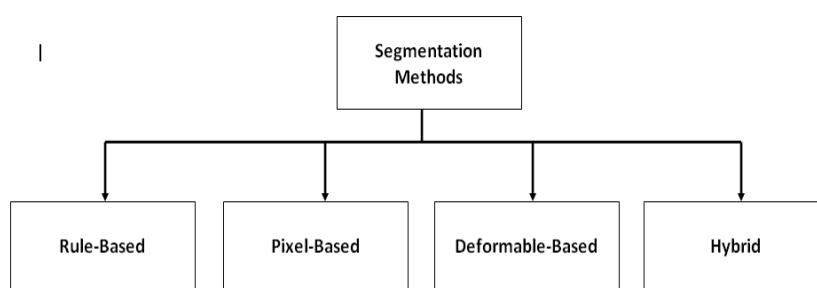 Segmentation
Methods
Rule-Based
Pixel-Based
Deformable-Based
Hybrid